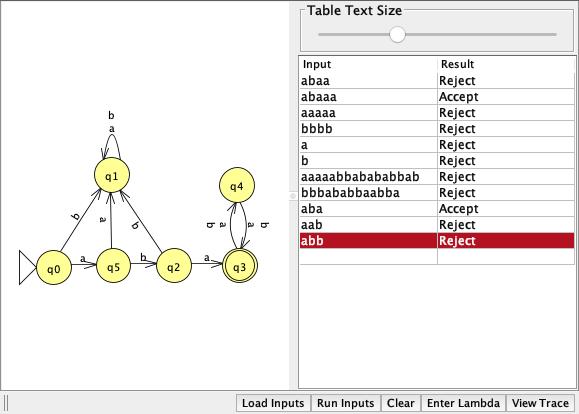 Table Text Size
Input Result
abaa Reject
abaaa Accept
aaaaa Reject
bbbb Reject
a Reject
b Reject
aaaaabbabababbab Reject
bbbababbaabba Reject
aba Accept
aab Reject
abb Reject
b
a
q1
q4
b a b
a
b a b
q0 a q5 b q2 a q3
Load Inputs Run Inputs Clear Enter Lambda View Trace